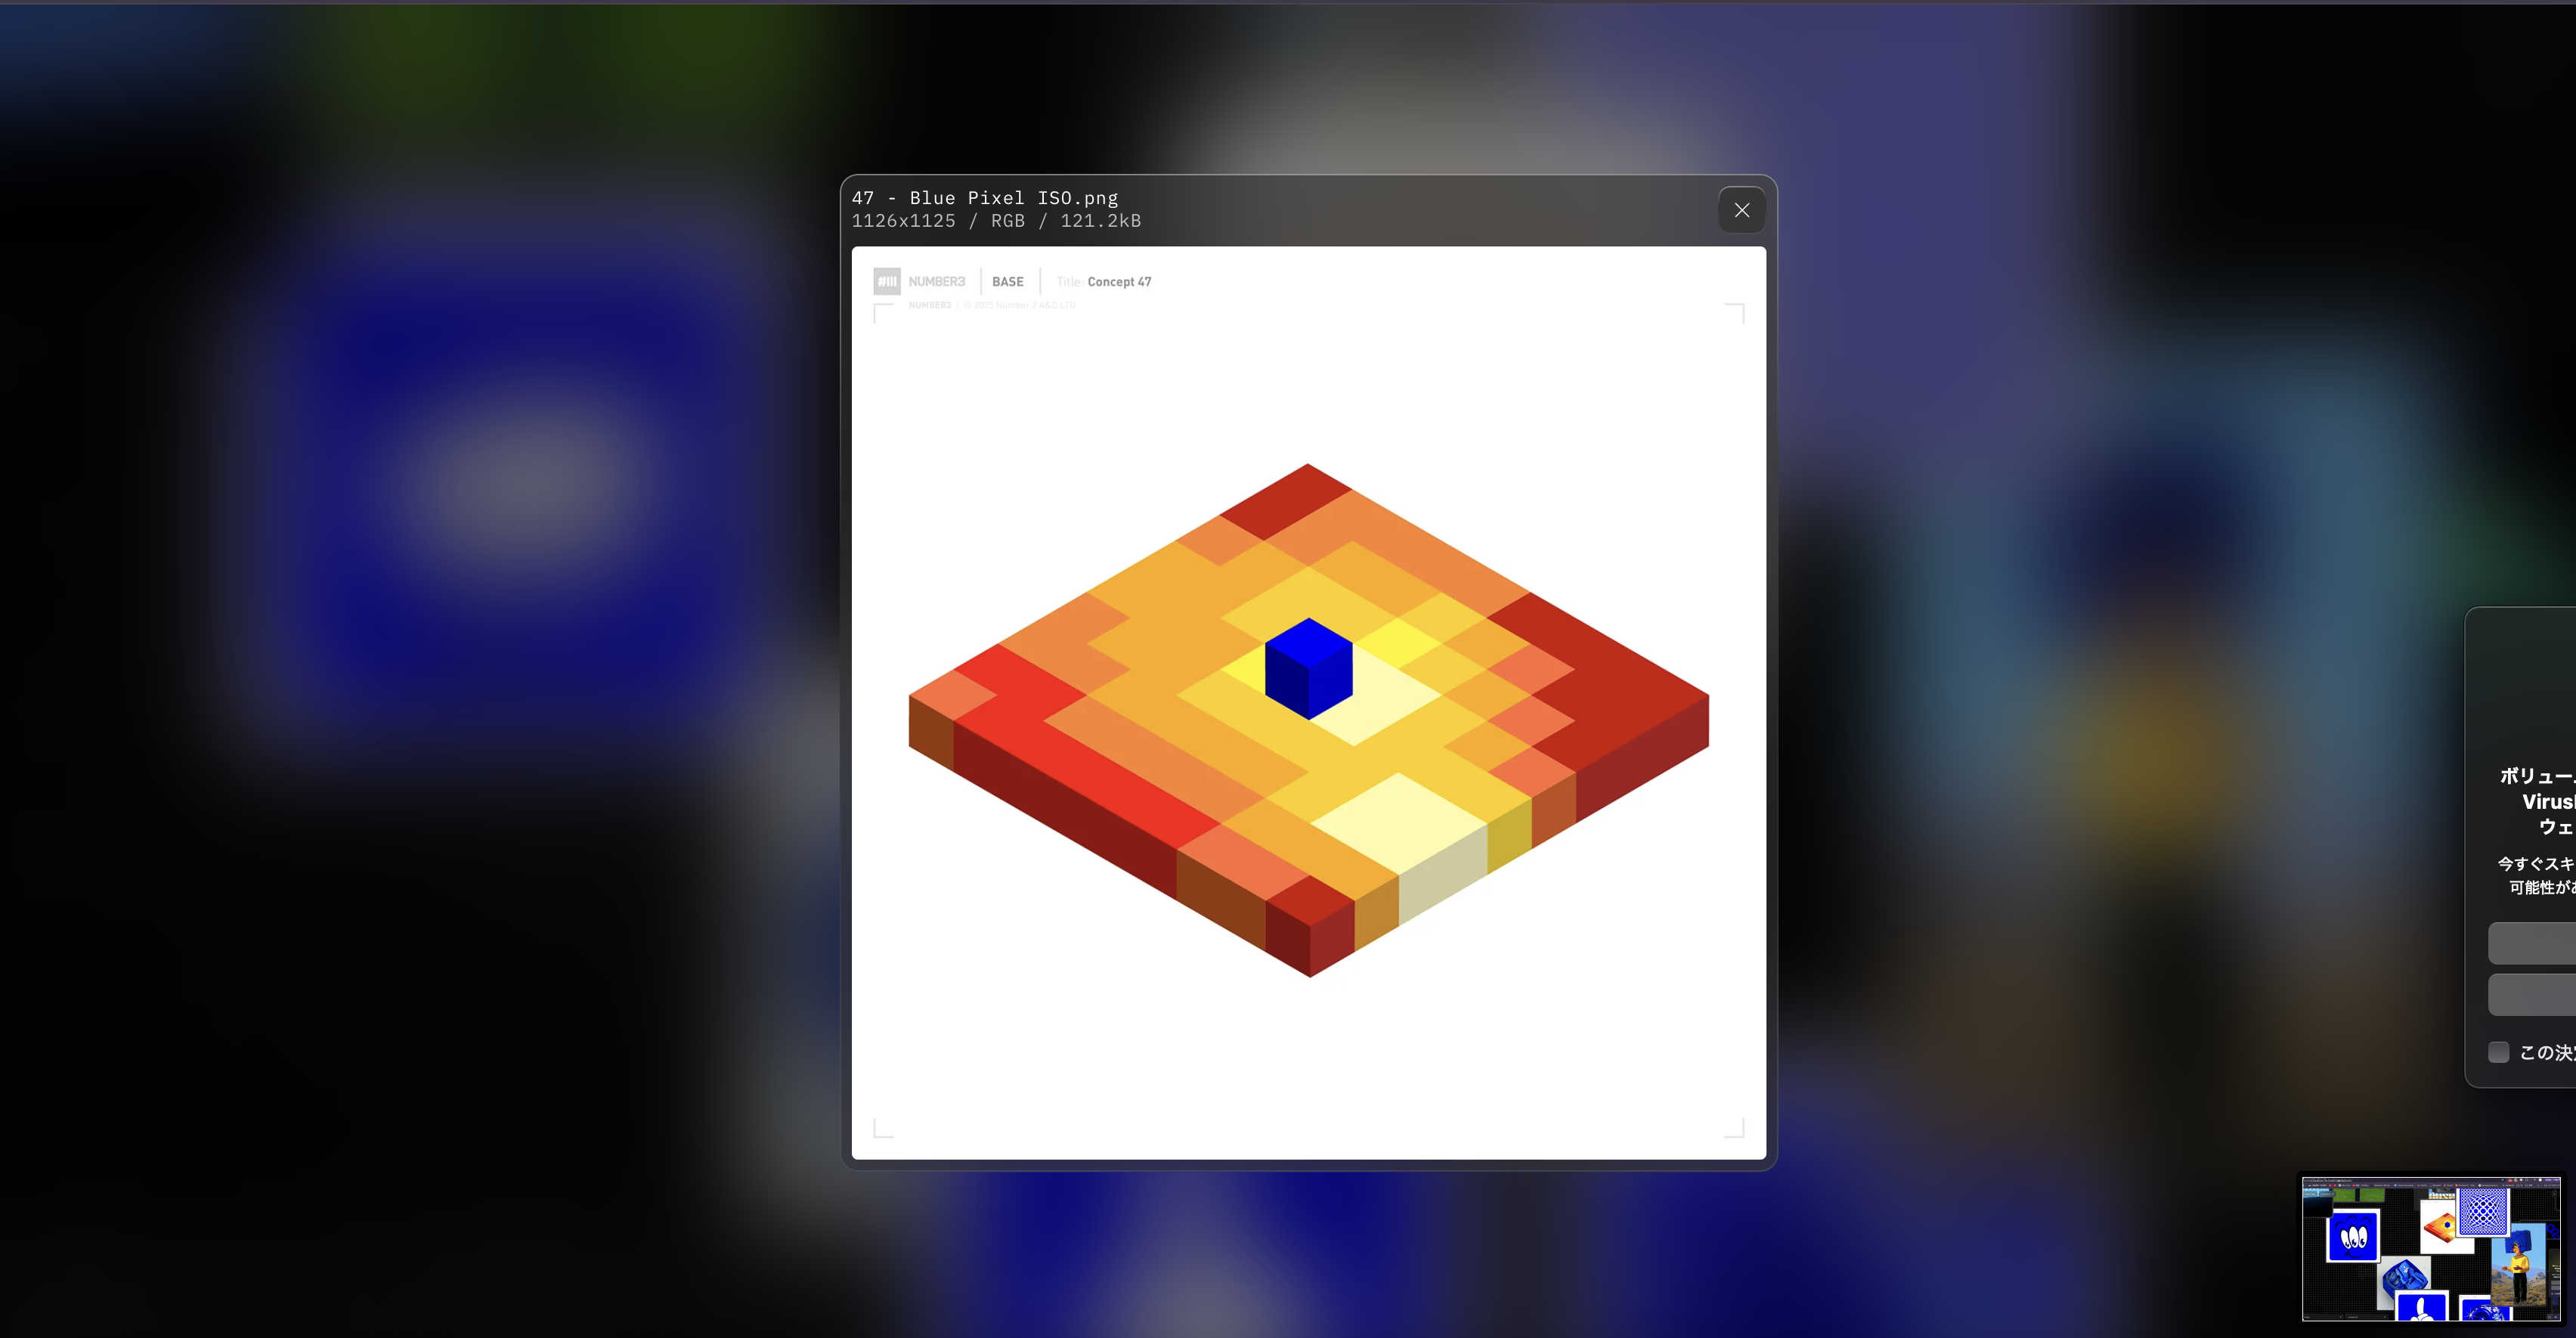 47 - Blue Pixel ISO.png
1126x1125 / RGB / 121.2kB
#III NUMBER3 BASE Title: Concept 47
NUMBER3 | © 2025 Number 3 A&D LTD
ボリュー
Virus
ウェ
今すぐスキ
可能性が
この決